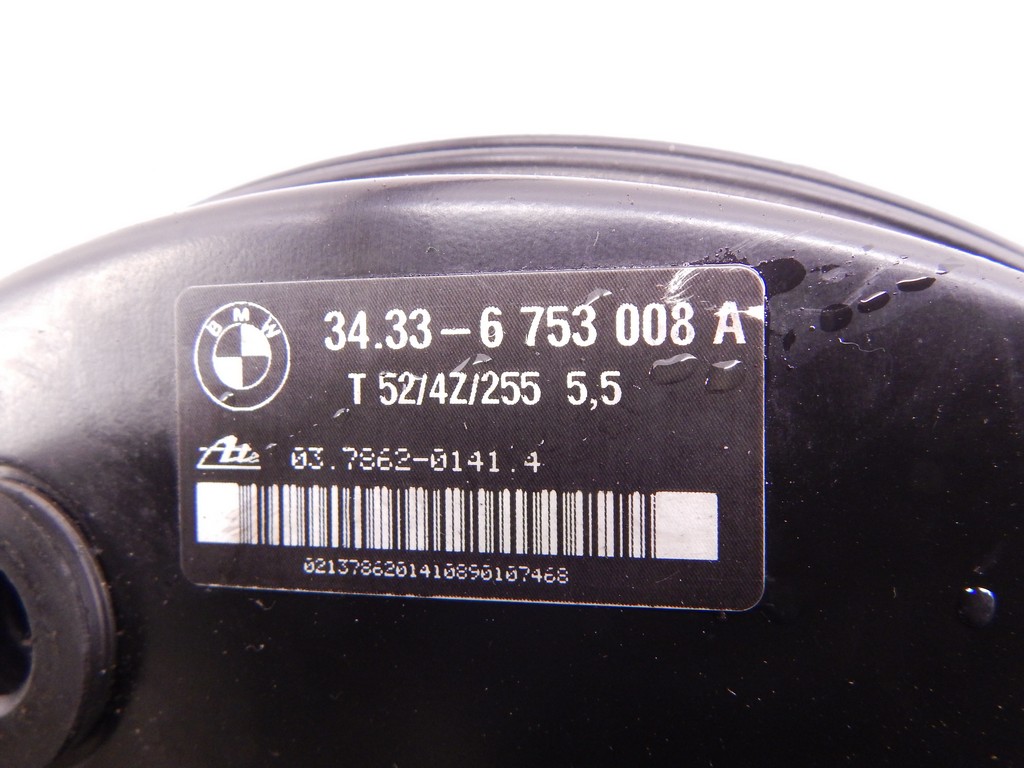 BMW
34.33-6 753 008 A
T 52/4Z/255 5,5
Ate 03.7862-0141.4
0213786201410890107468